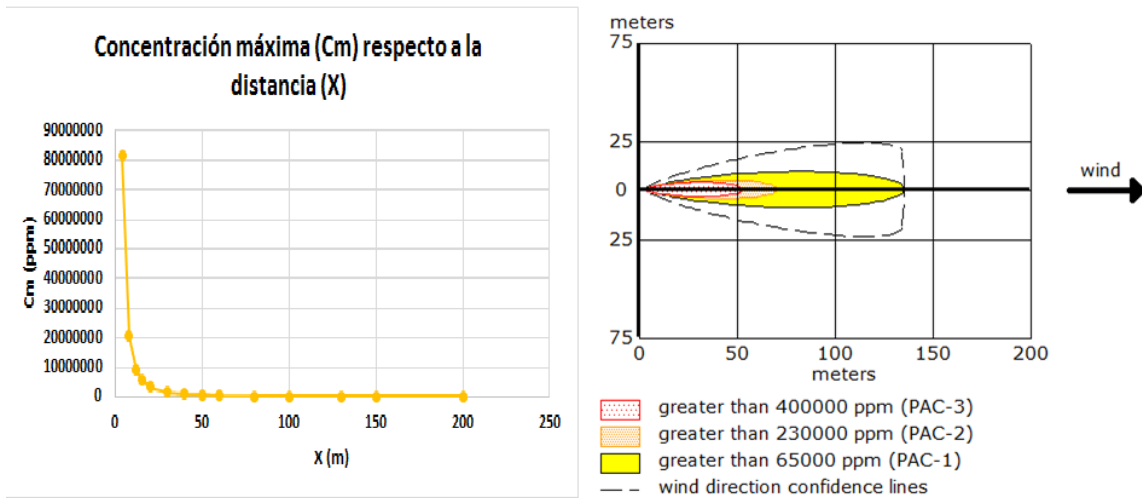 Concentración máxima (Cm) respecto a la
distancia (X)
90000000
80000000
70000000
60000000
50000000
40000000
30000000
20000000
10000000
0
Cm (ppm)
0
50
100
150
200
250
X (m)
meters
75
25
0
25
75
0
50
100
150
200
meters
wind
greater than 400000 ppm (PAC-3)
greater than 230000 ppm (PAC-2)
greater than 65000 ppm (PAC-1)
wind direction confidence lines